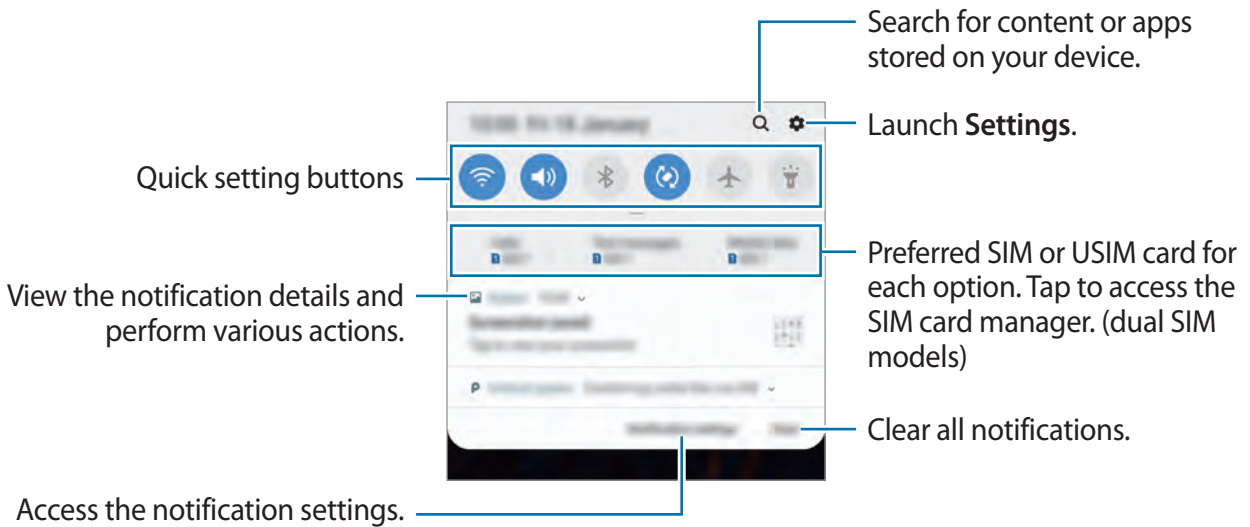 Search for content or apps
stored on your device.
Launch Settings.
Quick setting buttons
Preferred SIM or USIM card for
each option. Tap to access the
SIM card manager. (dual SIM
models)
View the notification details and
perform various actions.
Clear all notifications.
Access the notification settings.